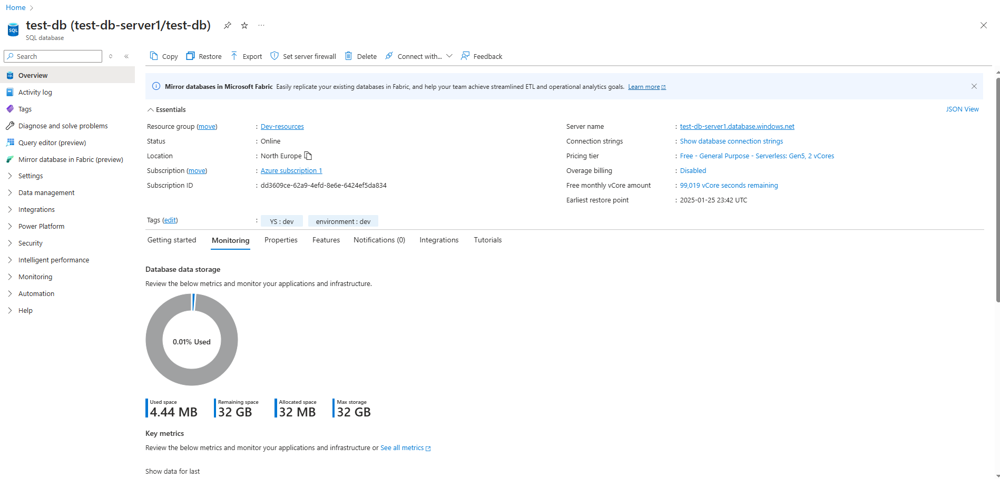 Home
test-db (test-db-server1/test-db)
SQL database
Search
Overview
Activity log
Tags
Diagnose and solve problems
Query editor (preview)
Mirror database in Fabric (preview)
Settings
Data management
Integrations
Power Platform
Security
Intelligent performance
Monitoring
Automation
Help
Copy Restore Export Set server firewall Delete Connect with... Feedback
Mirror databases in Microsoft Fabric Easily replicate your existing databases in Fabric, and help your team achieve streamlined ETL and operational analytics goals. Learn more
Essentials
JSON View
Resource group (move) : Dev-resources
Status : Online
Location : North Europe
Subscription (move) : Azure subscription 1
Subscription ID : dd3609ce-62a9-4efd-8e6e-6424ef5da834
Server name : test-db-server1.database.windows.net
Connection strings : Show database connection strings
Pricing tier : Free - General Purpose - Serverless: Gen5, 2 vCores
Overage billing : Disabled
Free monthly vCore amount : 99,019 vCore seconds remaining
Earliest restore point : 2025-01-25 23:42 UTC
Tags (edit) : YS : dev environment : dev
Getting started Monitoring Properties Features Notifications (0) Integrations Tutorials
Database data storage
Review the below metrics and monitor your applications and infrastructure.
0.01% Used
Used space
4.44 MB
Remaining space
32 GB
Allocated space
32 MB
Max storage
32 GB
Key metrics
Review the below metrics and monitor your applications and infrastructure or See all metrics
Show data for last